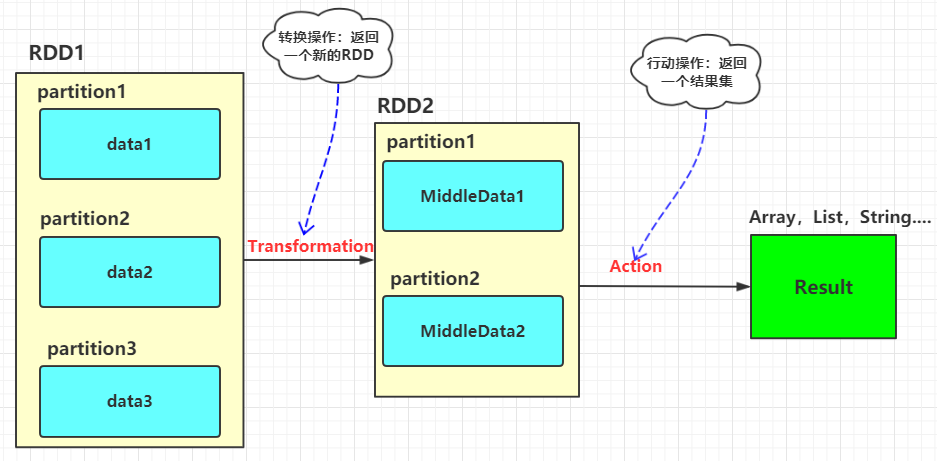 转换操作：返回
一个新的RDD
行动操作：返回
一个结果集
RDD1
partition1
data1
partition2
data2
partition3
data3
Transformation
RDD2
partition1
MiddleData1
partition2
MiddleData2
Action
Array，List，String....
Result